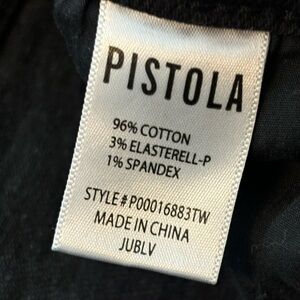 PISTOLA
96% COTTON
3% ELASTERELL-P
1% SPANDEX
STYLE # P00016883TW
MADE IN CHINA
JUBLV